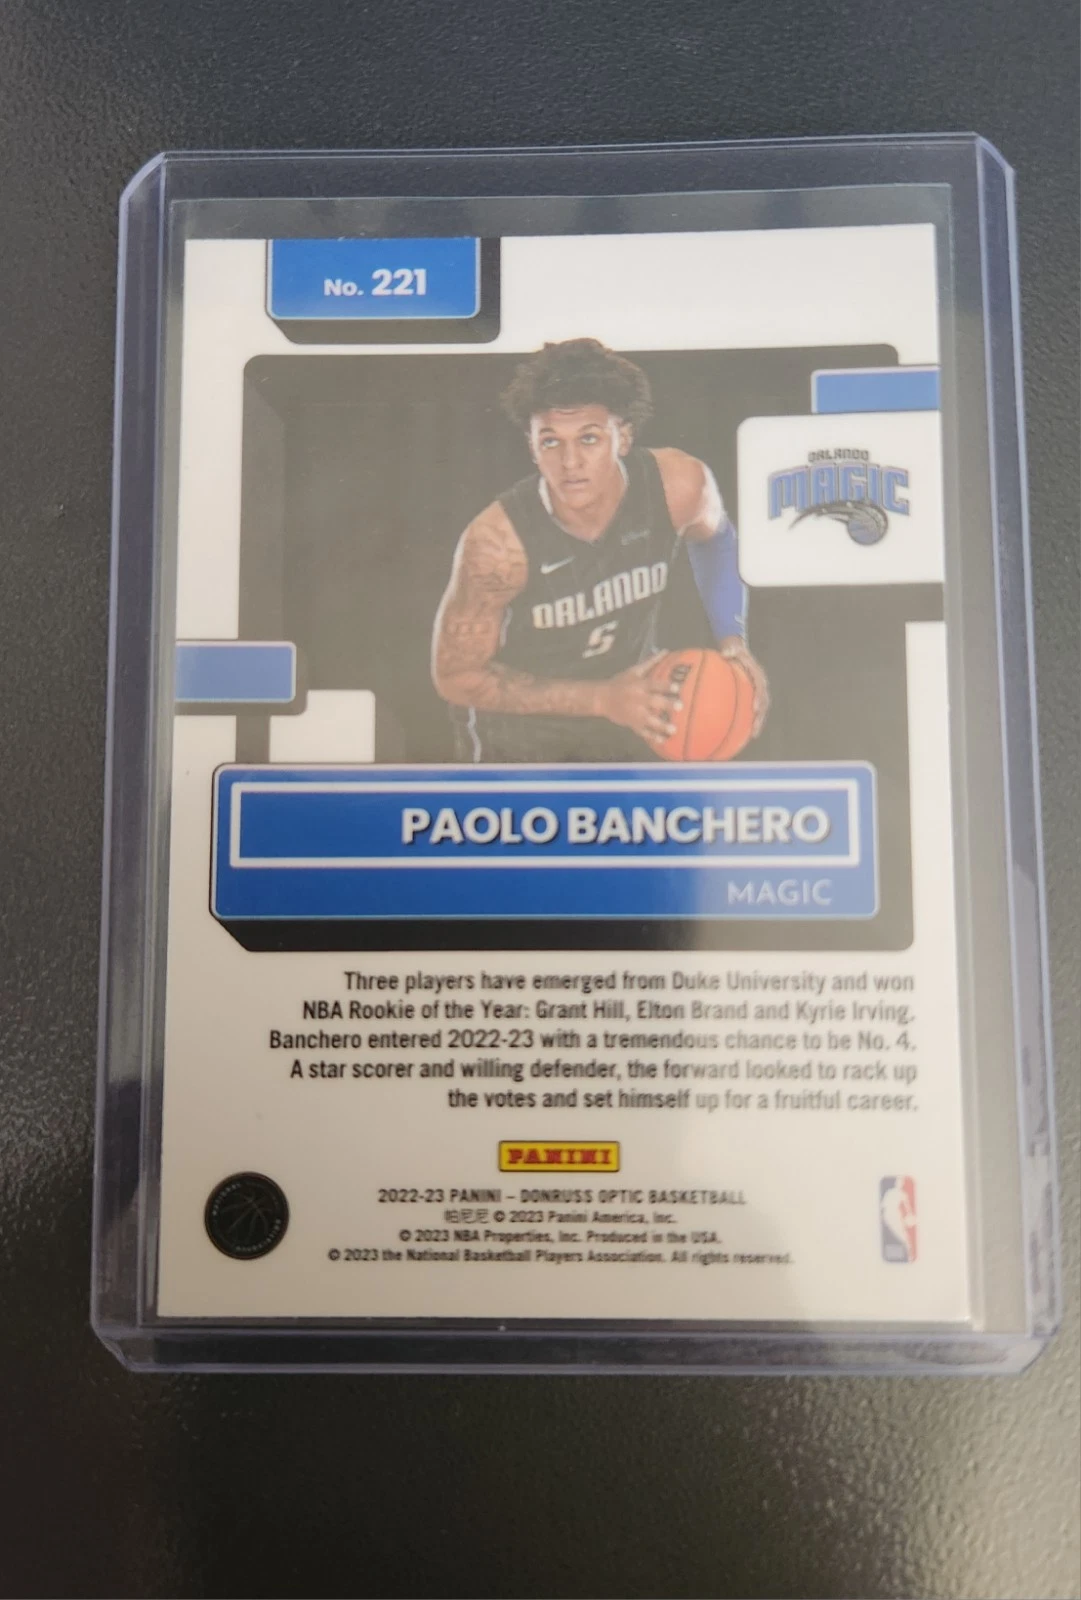 No. 221
ORLANDO
MAGIC
ORLANDO
5
PAOLO BANCHERO
MAGIC
Three players have emerged from Duke University and won
NBA Rookie of the Year: Grant Hill, Elton Brand and Kyrie Irving.
Banchero entered 2022-23 with a tremendous chance to be No. 4.
A star scorer and willing defender, the forward looked to rack up
the votes and set himself up for a fruitful career.
PANINI
2022-23 PANINI – DONRUSS OPTIC BASKETBALL
帕尼尼 © 2023 Panini America, Inc.
© 2023 NBA Properties, Inc. Produced in the USA.
© 2023 the National Basketball Players Association. All rights reserved.